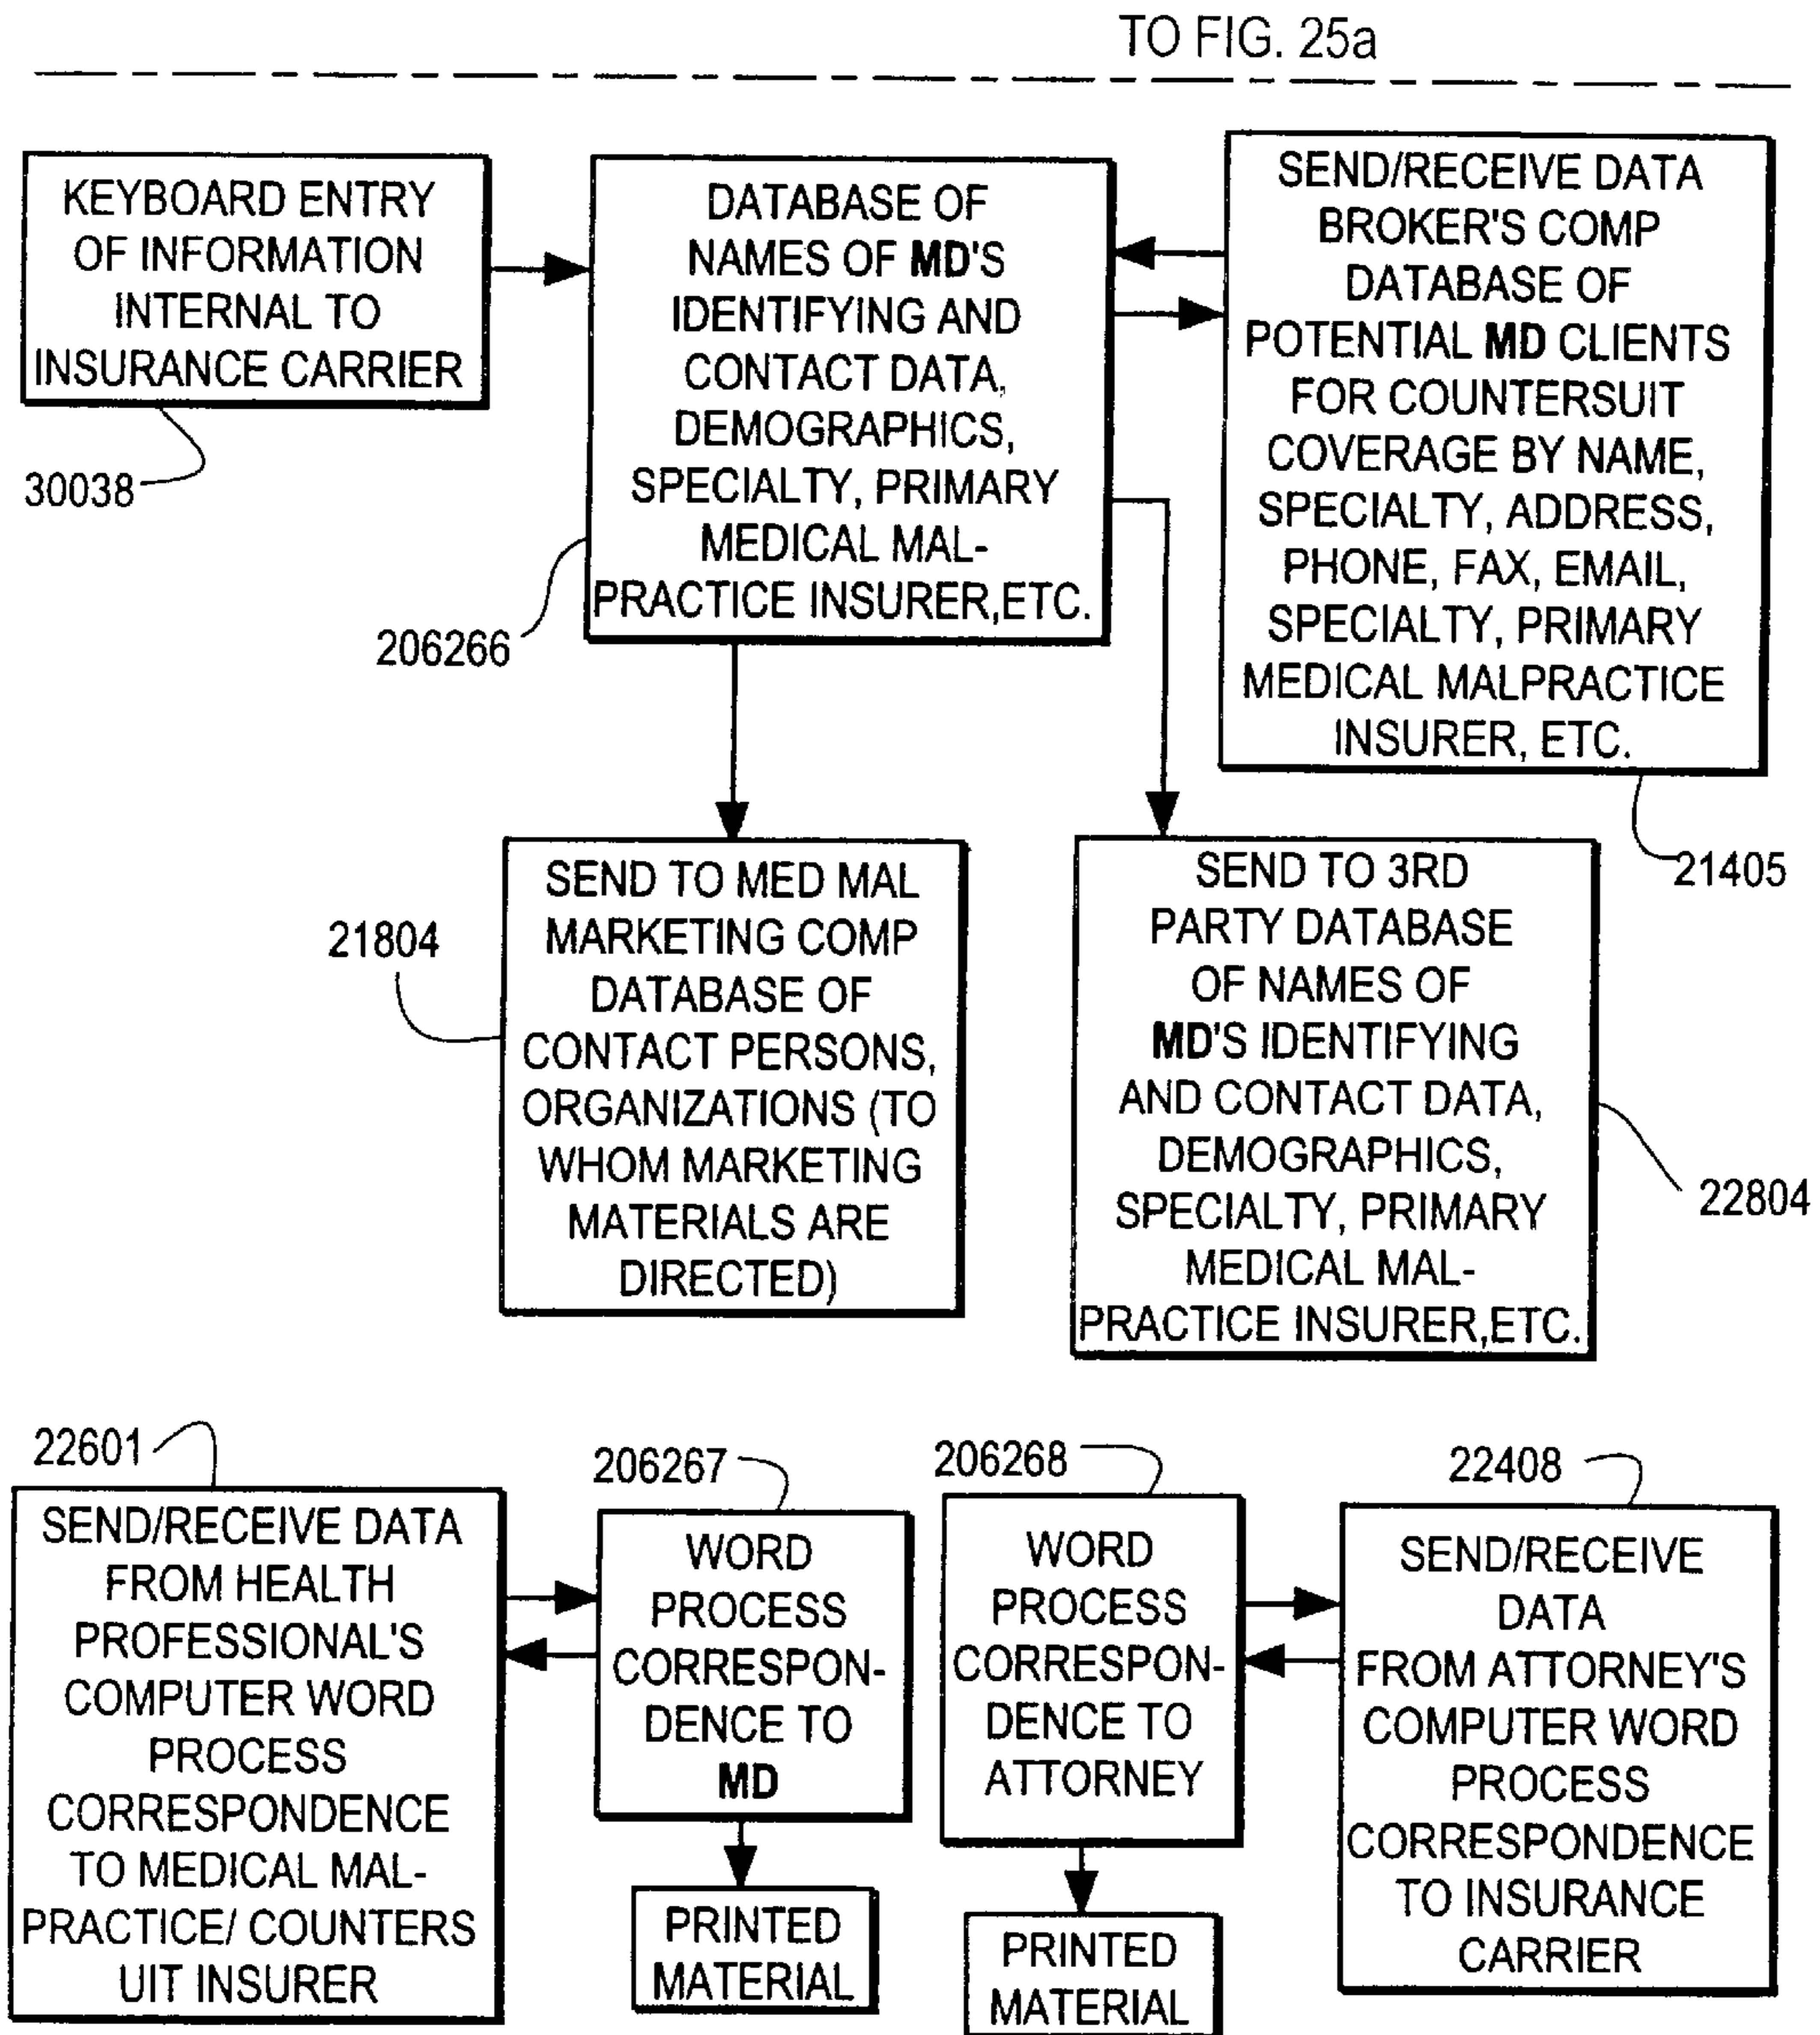 TO FIG. 25a
KEYBOARD ENTRY
OF INFORMATION
INTERNAL TO
INSURANCE CARRIER
30038
DATABASE OF
NAMES OF MD'S
IDENTIFYING AND
CONTACT DATA,
DEMOGRAPHICS,
SPECIALTY, PRIMARY
MEDICAL MAL-
PRACTICE INSURER,ETC.
206266
SEND/RECEIVE DATA
BROKER'S COMP
DATABASE OF
POTENTIAL MD CLIENTS
FOR COUNTERSUIT
COVERAGE BY NAME,
SPECIALTY, ADDRESS,
PHONE, FAX, EMAIL,
SPECIALTY, PRIMARY
MEDICAL MALPRACTICE
INSURER, ETC.
21405
21804
SEND TO MED MAL
MARKETING COMP
DATABASE OF
CONTACT PERSONS,
ORGANIZATIONS (TO
WHOM MARKETING
MATERIALS ARE
DIRECTED)
SEND TO 3RD
PARTY DATABASE
OF NAMES OF
MD'S IDENTIFYING
AND CONTACT DATA,
DEMOGRAPHICS,
SPECIALTY, PRIMARY
MEDICAL MAL-
PRACTICE INSURER,ETC.
22804
22601
SEND/RECEIVE DATA
FROM HEALTH
PROFESSIONAL'S
COMPUTER WORD
PROCESS
CORRESPONDENCE
TO MEDICAL MAL-
PRACTICE/ COUNTERS
UIT INSURER
206267
WORD
PROCESS
CORRESPON-
DENCE TO
MD
PRINTED
MATERIAL
206268
WORD
PROCESS
CORRESPON-
DENCE TO
ATTORNEY
PRINTED
MATERIAL
22408
SEND/RECEIVE
DATA
FROM ATTORNEY'S
COMPUTER WORD
PROCESS
CORRESPONDENCE
TO INSURANCE
CARRIER